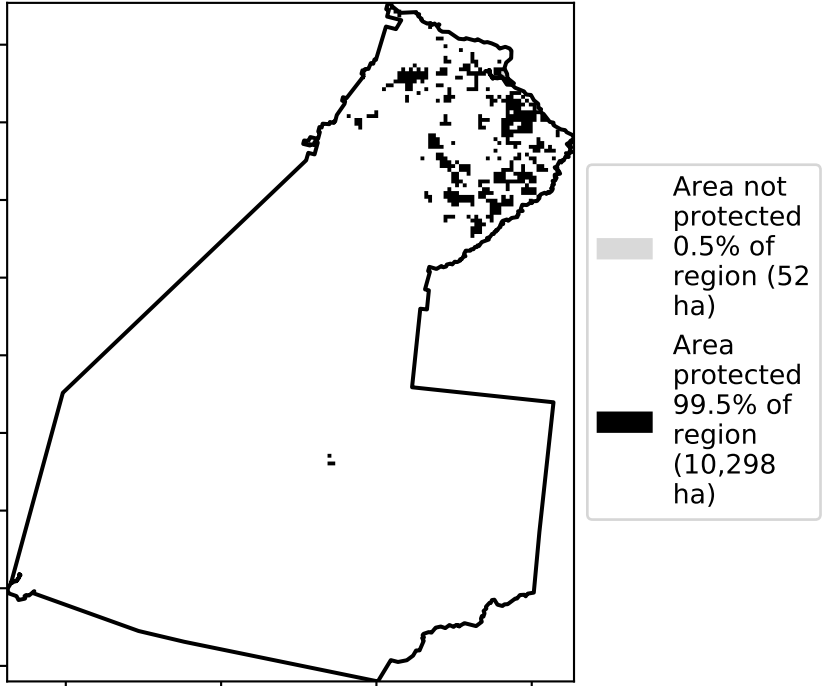 Area not
protected
0.5% of
region (52
ha)
Area
protected
99.5% of
region
(10,298
ha)